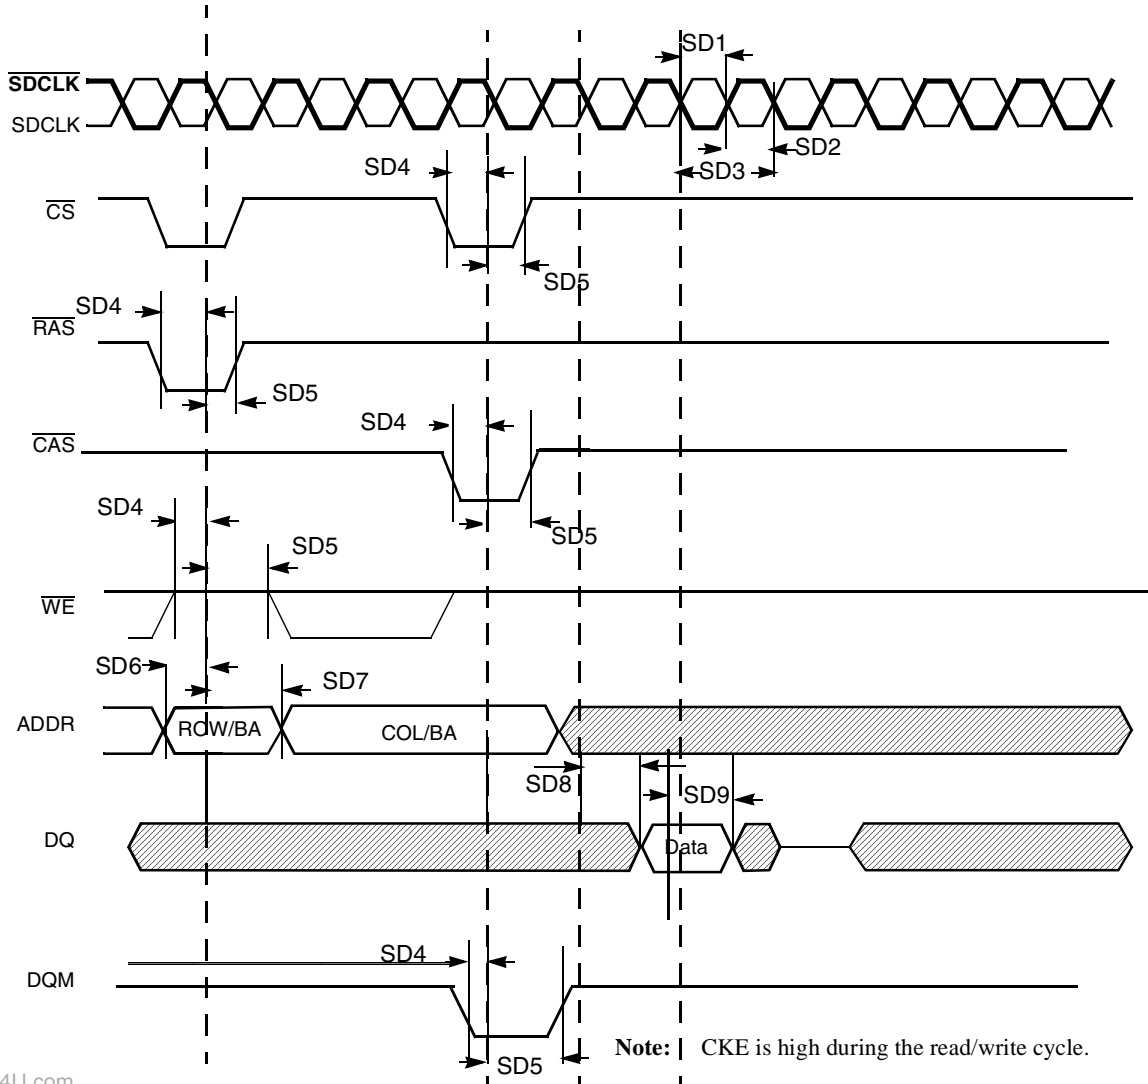 SD1
SDCLK
SDCLK
SD2
SD3
SD4
CS
SD5
SD4
RAS
SD5
SD4
CAS
SD4
SD5
SD5
WE
SD6
SD7
ADDR
ROW/BA
COL/BA
SD8
SD9
DQ
Data
SD4
DQM
Note: CKE is high during the read/write cycle.
SD5
4U.com